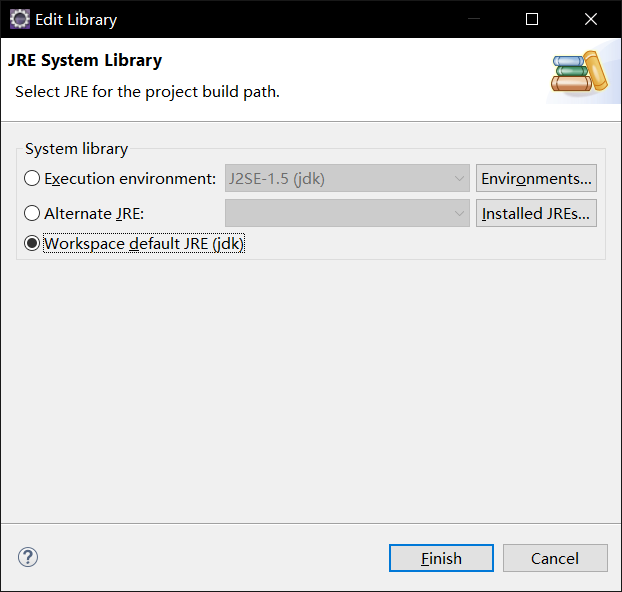 Edit Library
JRE System Library
Select JRE for the project build path.
System library
Execution environment: J2SE-1.5 (jdk) Environments...
Alternate JRE: Installed JREs...
Workspace default JRE (jdk)
? Finish Cancel